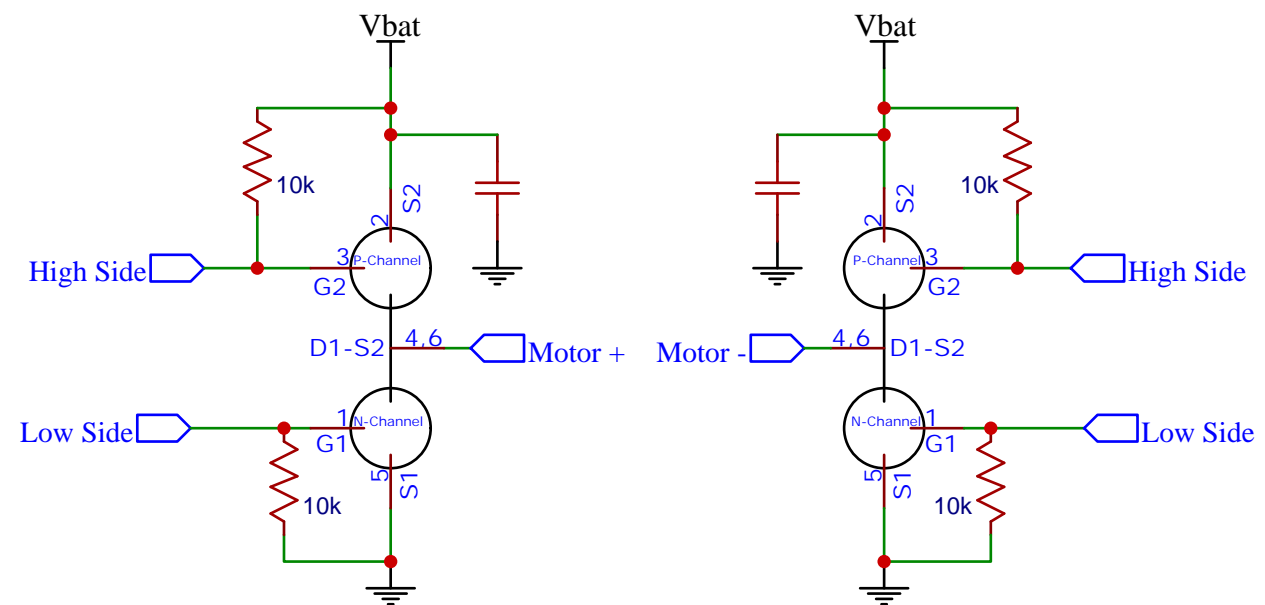 Vbat
Vbat
S2
S2
10k
10k
2
2
High Side
3
P-Channel
P-Channel
3
High Side
G2
G2
D1-S2
4,6
Motor +
Motor -
4,6
D1-S2
Low Side
1
N-Channel
N-Channel
1
Low Side
G1
G1
5
S1
5
S1
10k
10k